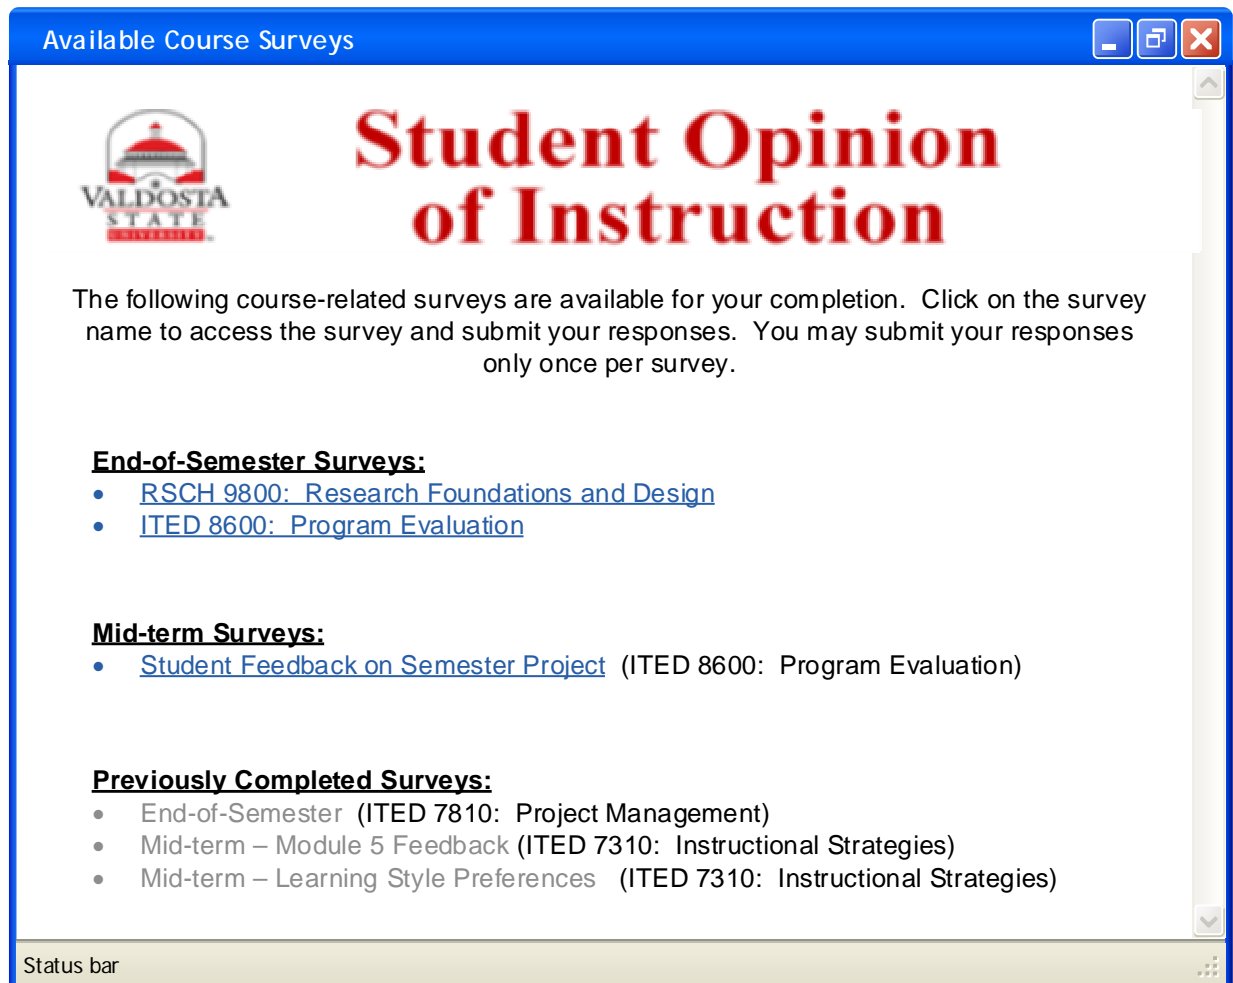 Available Course Surveys
VALDOSTA
STATE
UNIVERSITY
Student Opinion
of Instruction
The following course-related surveys are available for your completion.  Click on the survey
name to access the survey and submit your responses.  You may submit your responses
only once per survey.
End-of-Semester Surveys:
• RSCH 9800:  Research Foundations and Design
• ITED 8600:  Program Evaluation
Mid-term Surveys:
• Student Feedback on Semester Project  (ITED 8600:  Program Evaluation)
Previously Completed Surveys:
• End-of-Semester  (ITED 7810:  Project Management)
• Mid-term – Module 5 Feedback (ITED 7310:  Instructional Strategies)
• Mid-term – Learning Style Preferences   (ITED 7310:  Instructional Strategies)
Status bar